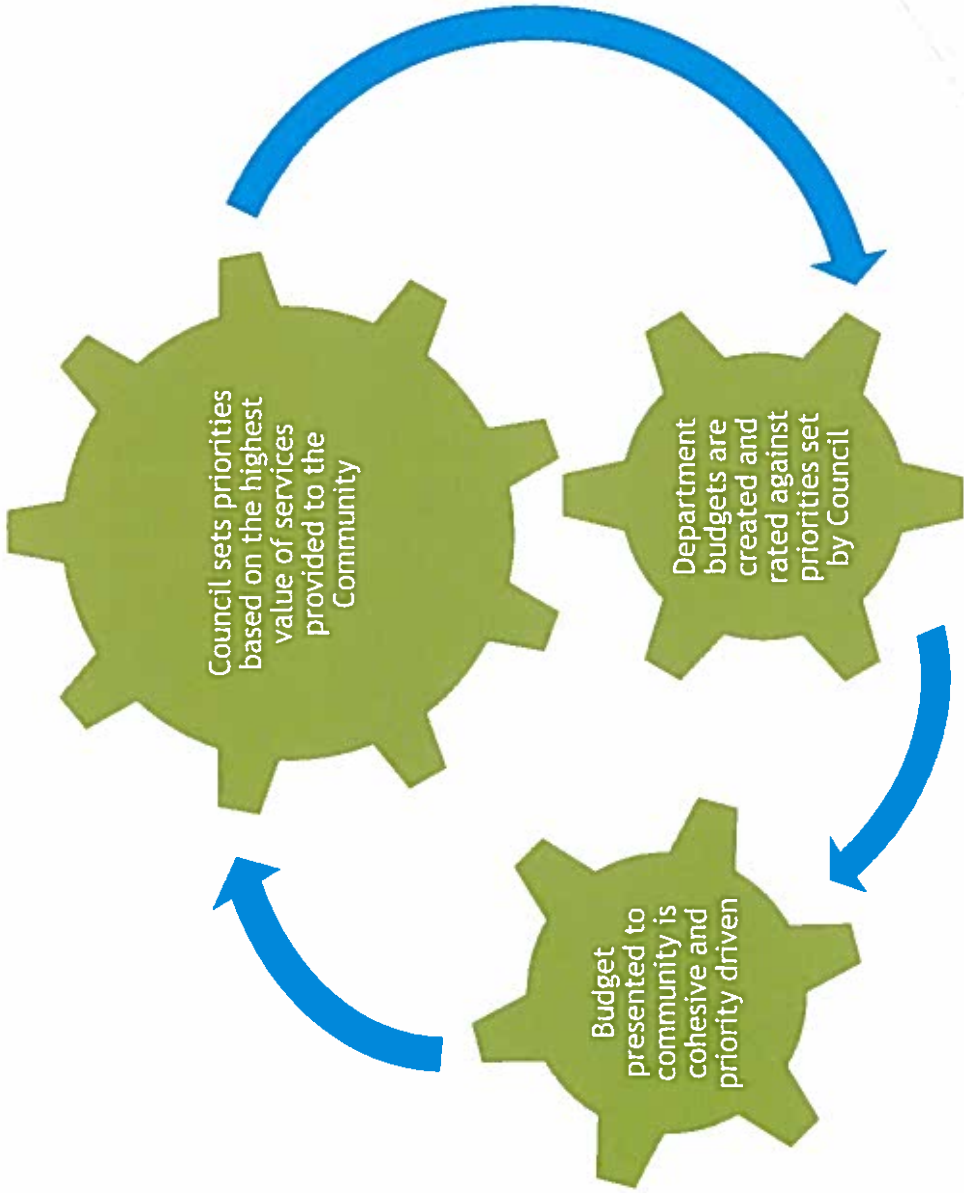 Council sets priorities
based on the highest
value of services
provided to the
Community
Department
budgets are
created and
rated against
priorities set
by Council
Budget
presented to
community is
cohesive and
priority driven